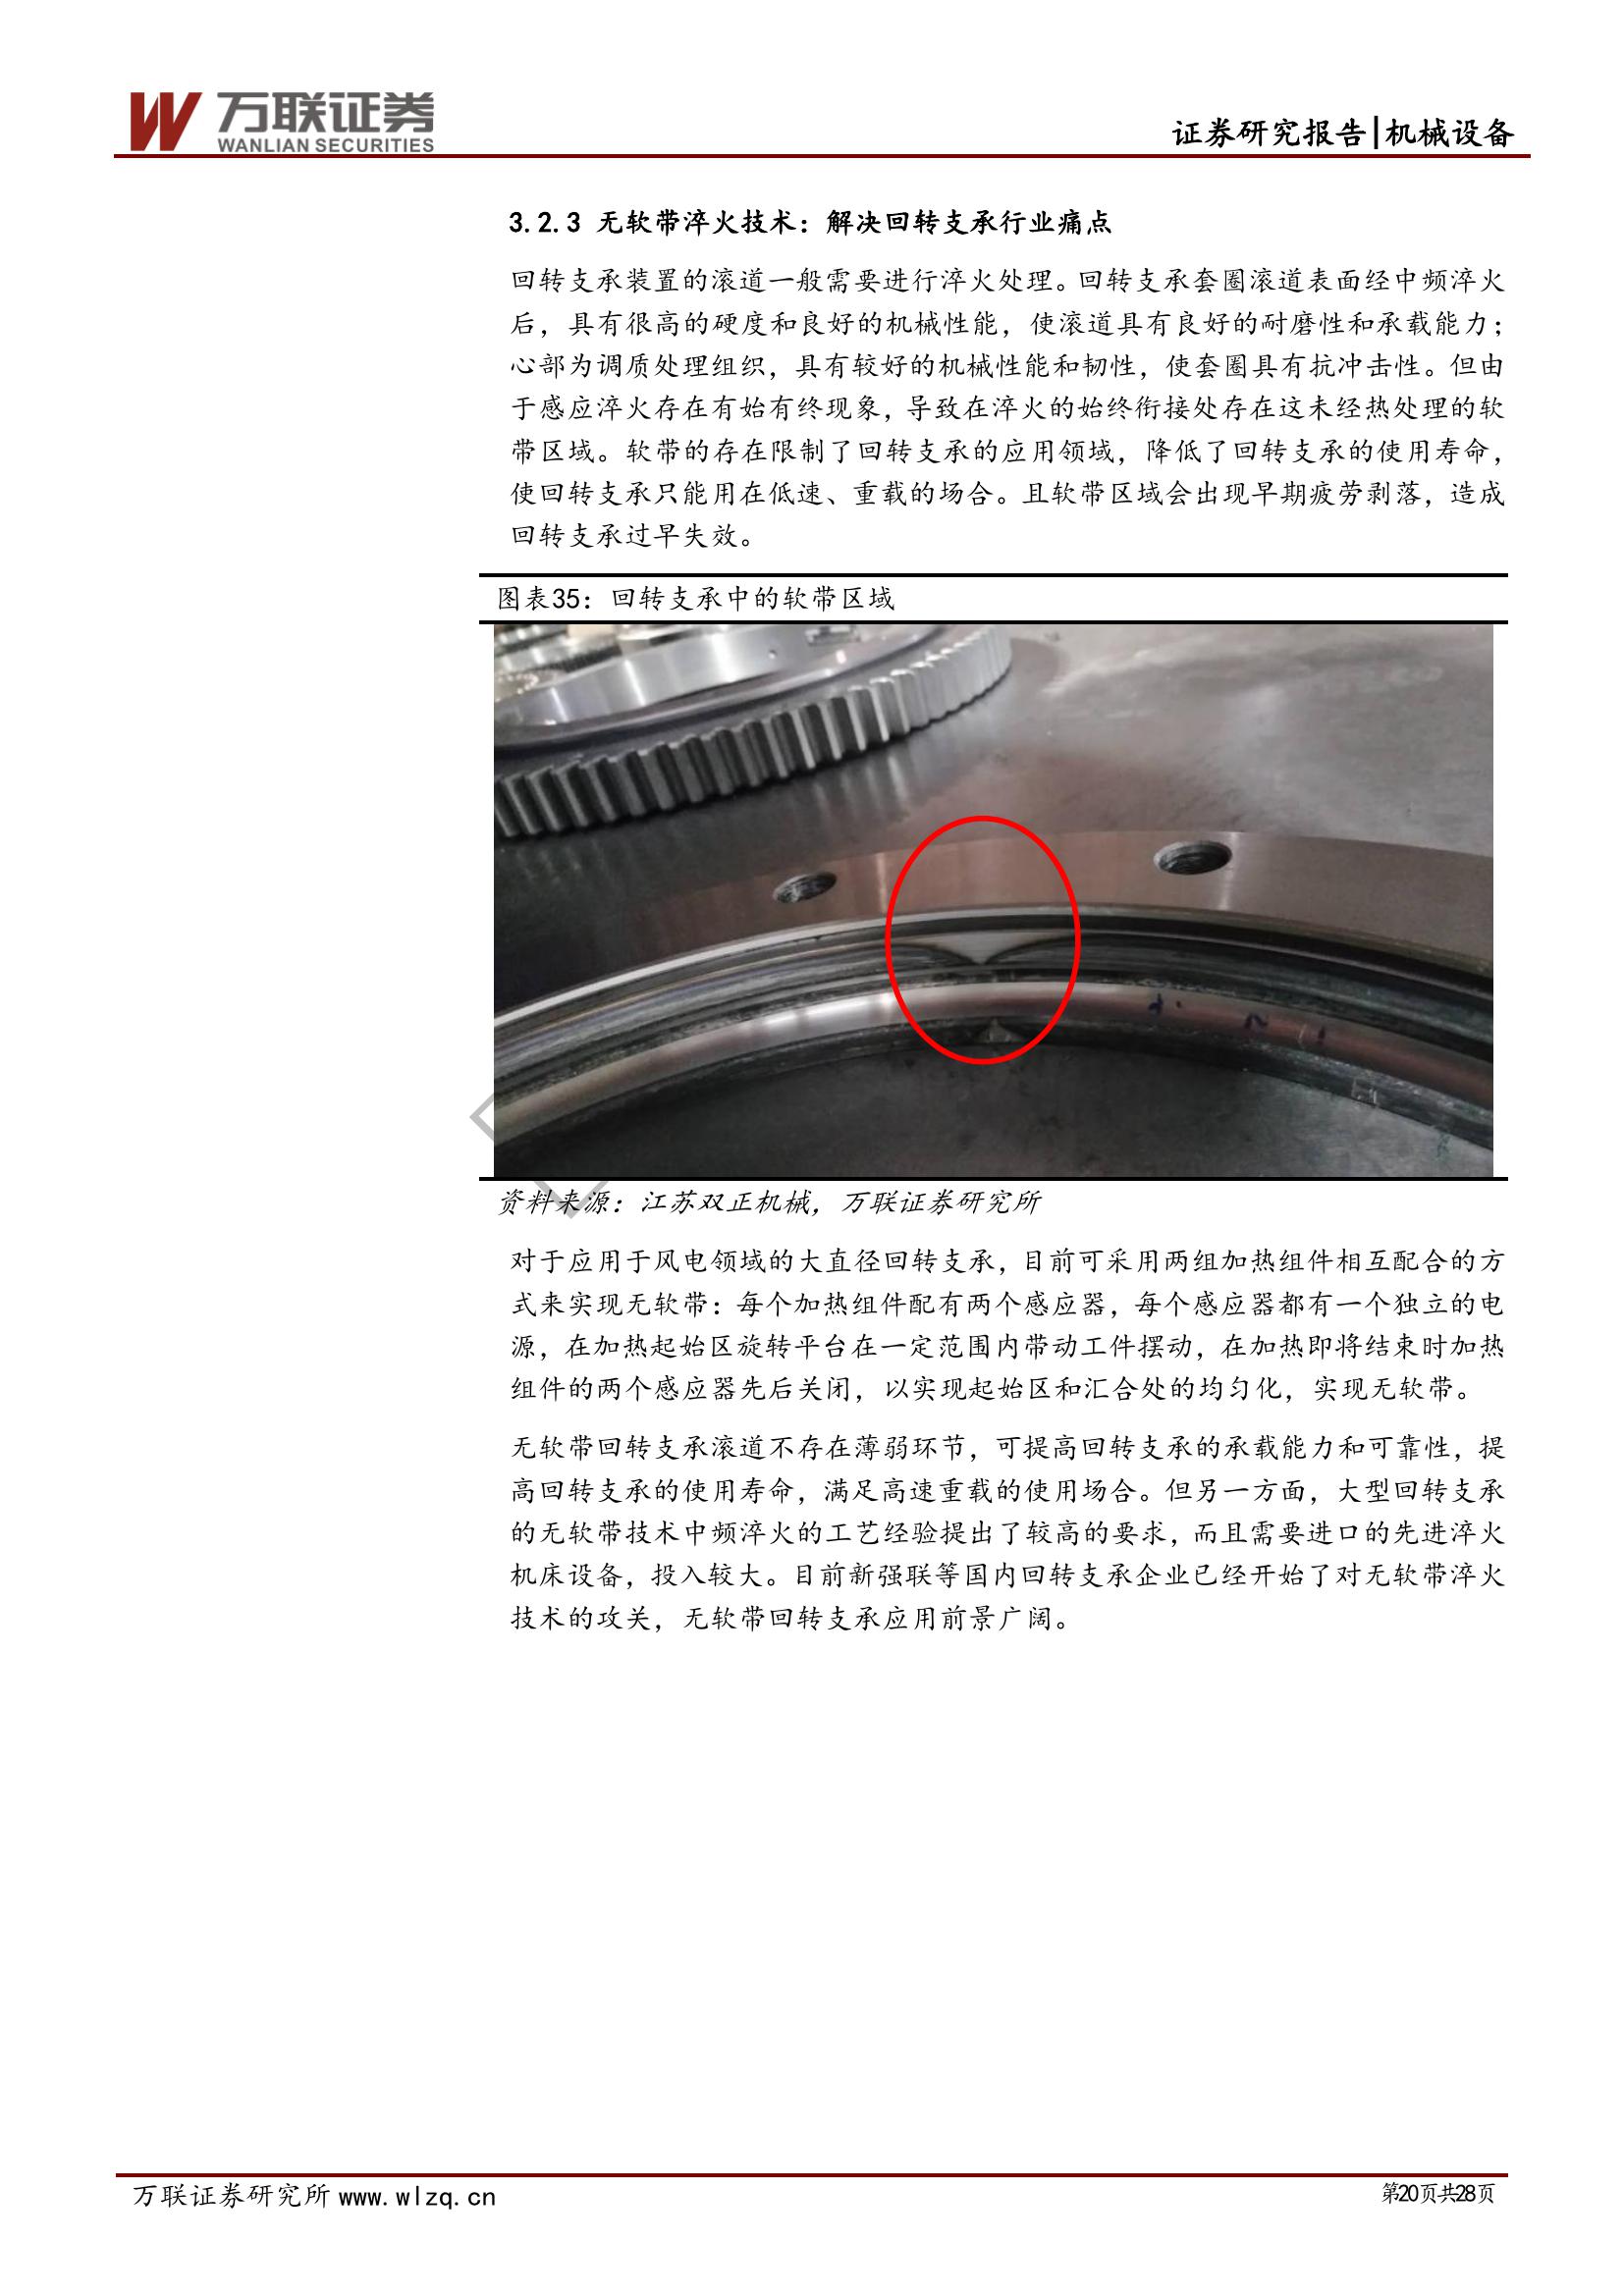 万联证券
WANLIAN SECURITIES
证券研究报告|机械设备
3.2.3 无软带淬火技术：解决回转支承行业痛点
回转支承装置的滚道一般需要进行淬火处理。回转支承套圈滚道表面经中频淬火
后，具有很高的硬度和良好的机械性能，使滚道具有良好的耐磨性和承载能力；
心部为调质处理组织，具有较好的机械性能和韧性，使套圈具有抗冲击性。但由
于感应淬火存在有始有终现象，导致在淬火的始终衔接处存在这未经热处理的软
带区域。软带的存在限制了回转支承的应用领域，降低了回转支承的使用寿命，
使回转支承只能用在低速、重载的场合。且软带区域会出现早期疲劳剥落，造成
回转支承过早失效。
图表35：回转支承中的软带区域
资料来源：江苏双正机械，万联证券研究所
对于应用于风电领域的大直径回转支承，目前可采用两组加热组件相互配合的方
式来实现无软带：每个加热组件配有两个感应器，每个感应器都有一个独立的电
源，在加热起始区旋转平台在一定范围内带动工件摆动，在加热即将结束时加热
组件的两个感应器先后关闭，以实现起始区和汇合处的均匀化，实现无软带。
无软带回转支承滚道不存在薄弱环节，可提高回转支承的承载能力和可靠性，提
高回转支承的使用寿命，满足高速重载的使用场合。但另一方面，大型回转支承
的无软带技术中频淬火的工艺经验提出了较高的要求，而且需要进口的先进淬火
机床设备，投入较大。目前新强联等国内回转支承企业已经开始了对无软带淬火
技术的攻关，无软带回转支承应用前景广阔。
万联证券研究所 www.wlzq.cn
第20页共28页